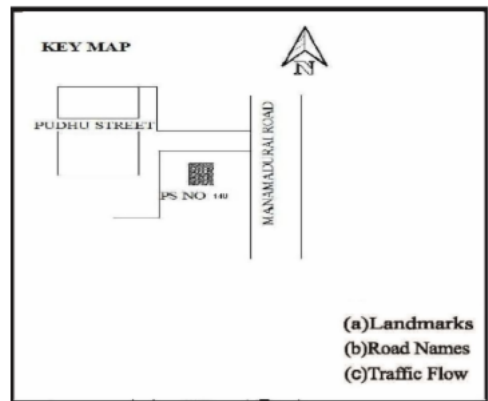 KEY MAP
N
PUDHU STREET
MANAMADURAI ROAD
PS NO 140
(a)Landmarks
(b)Road Names
(c)Traffic Flow